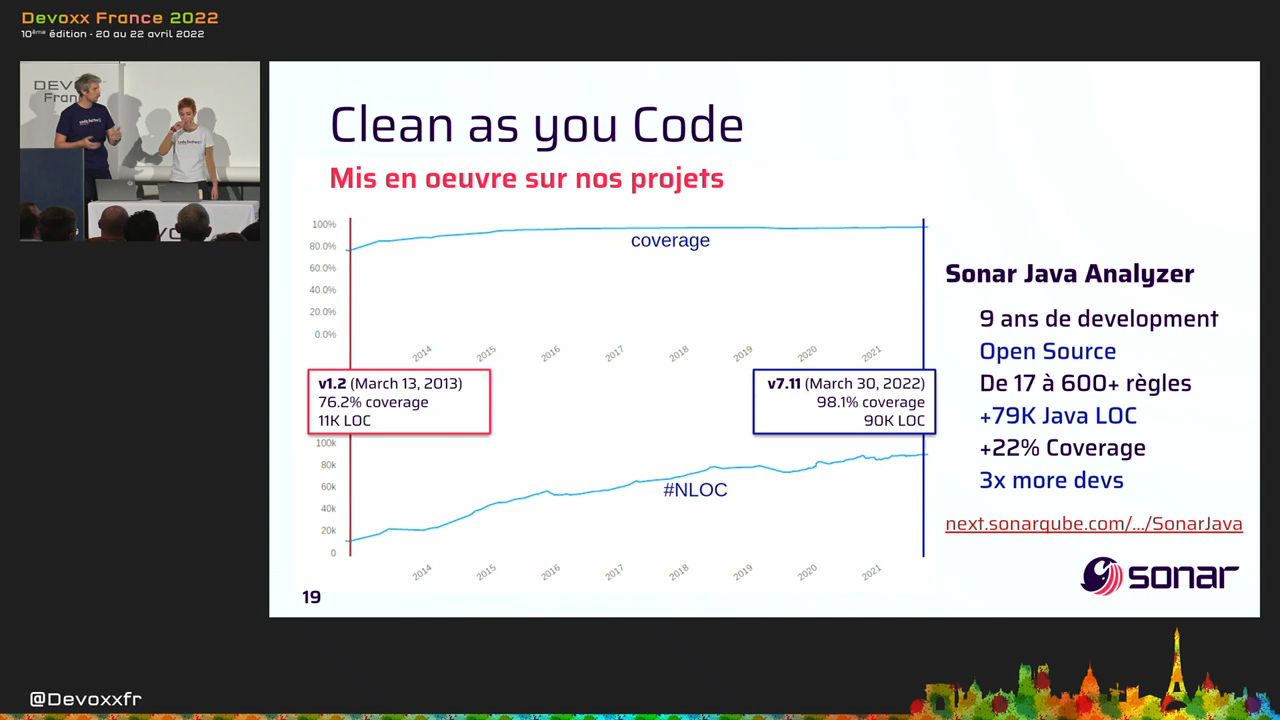 Devoxx France 2022
10ème édition - 20 au 22 avril 2022
DEV
Fran
Clean as you Code
Mis en oeuvre sur nos projets
100%
80.0%
60.0%
40.0%
20.0%
0.0%
coverage
2014
2015
2016
2017
2018
2019
2020
2021
v1.2 (March 13, 2013)
76.2% coverage
11K LOC
v7.11 (March 30, 2022)
98.1% coverage
90K LOC
100k
80k
60k
40k
20k
0
#NLOC
2014
2015
2016
2017
2018
2019
2020
2021
Sonar Java Analyzer
9 ans de development
Open Source
De 17 à 600+ règles
+79K Java LOC
+22% Coverage
3x more devs
next.sonarqube.com/.../SonarJava
sonar
19
@Devoxxfr